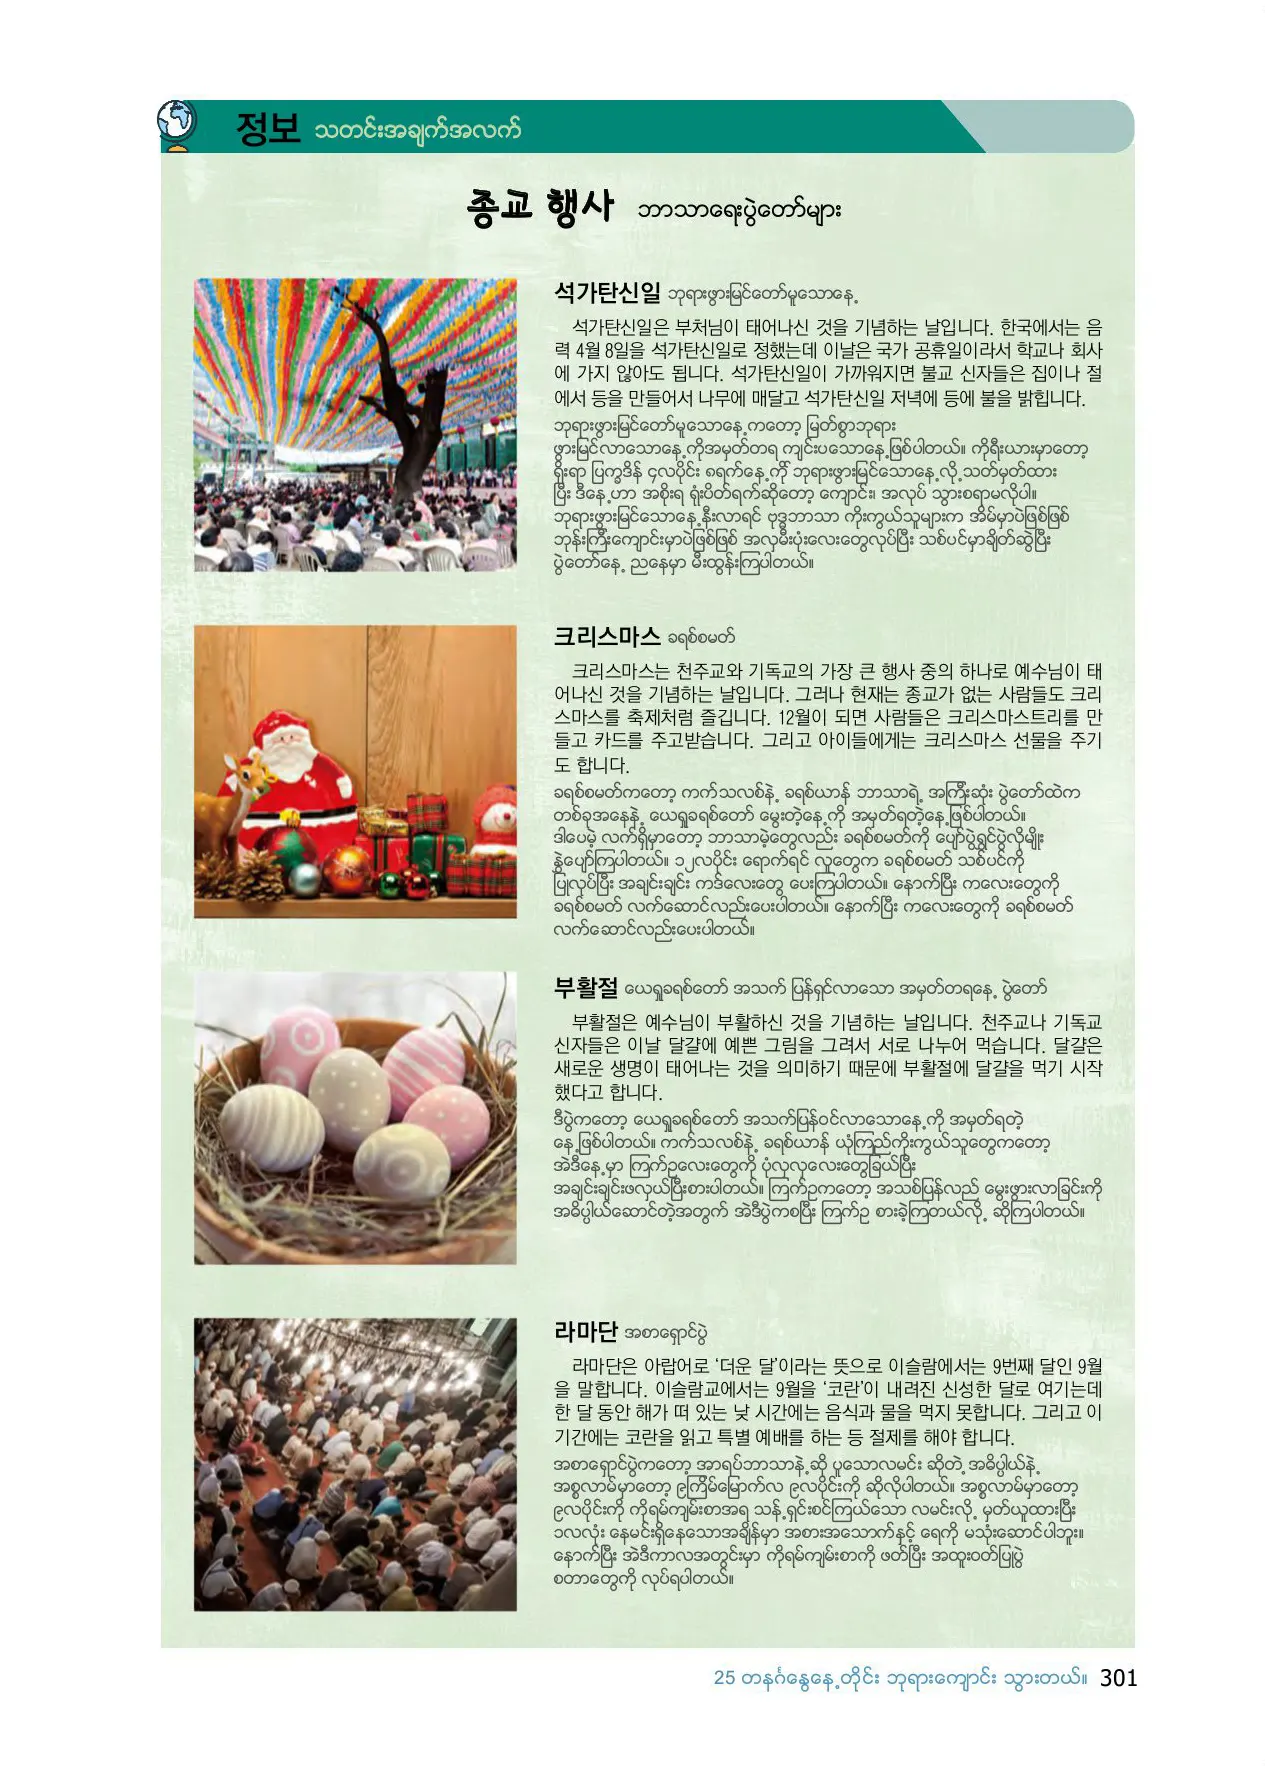 정보 သတင်းအချက်အလက်
종교 행사 ဘာသာရေးပွဲတော်များ
석가탄신일 ဘုရားဖွားမြင်တော်မူသောနေ့
석가탄신일은 부처님이 태어나신 것을 기념하는 날입니다. 한국에서는 음
력 4월 8일을 석가탄신일로 정했는데 이날은 국가 공휴일이라서 학교나 회사
에 가지 않아도 됩니다. 석가탄신일이 가까워지면 불교 신자들은 집이나 절
에서 등을 만들어서 나무에 매달고 석가탄신일 저녁에 등에 불을 밝힙니다.
ဘုရားဖွားမြင်တော်မူသောနေ့ကတော့ မြတ်စွာဘုရား
ဖွားမြင်လာသောနေ့ကိုအမှတ်တရ ကျင်းပသောနေ့ဖြစ်ပါတယ်။ ကိုရီးယားမှာတော့
ရိုးရာ ပြက္ခဒိန် ၄လပိုင်း ၈ရက်နေ့ကို ဘုရားဖွားမြင်သောနေ့လို့သတ်မှတ်ထား
ပြီး ဒီနေ့ဟာ အစိုးရ ရုံးပိတ်ရက်ဆိုတော့ ကျောင်း၊ အလုပ် သွားစရာမလိုပါ။
ဘုရားဖွားမြင်သောနေ့နီးလာရင် ဗုဒ္ဓဘာသာ ကိုးကွယ်သူများက အိမ်မှာပဲဖြစ်ဖြစ်
ဘုန်းကြီးကျောင်းမှာပဲဖြစ်ဖြစ် အလှမီးပုံးလေးတွေလုပ်ပြီး သစ်ပင်မှာချိတ်ဆွဲပြီး
ပွဲတော်နေ့ ညနေမှာ မီးထွန်းကြပါတယ်။
크리스마스 ခရစ်စမတ်
크리스마스는 천주교와 기독교의 가장 큰 행사 중의 하나로 예수님이 태
어나신 것을 기념하는 날입니다. 그러나 현재는 종교가 없는 사람들도 크리
스마스를 축제처럼 즐깁니다. 12월이 되면 사람들은 크리스마스트리를 만
들고 카드를 주고받습니다. 그리고 아이들에게는 크리스마스 선물을 주기
도 합니다.
ခရစ်စမတ်ကတော့ ကက်သလစ်နဲ့ ခရစ်ယာန် ဘာသာရဲ့ အကြီးဆုံး ပွဲတော်ထဲက
တစ်ခုအနေနဲ့ ယေရှုခရစ်တော် မွေးတဲ့နေ့ကို အမှတ်ရတဲ့နေ့ဖြစ်ပါတယ်။
ဒါပေမဲ့ လက်ရှိမှာတော့ ဘာသာမဲ့တွေလည်း ခရစ်စမတ်ကို ပျော်ပွဲရွှင်ပွဲလိုမျိုး
နွှဲပျော်ကြပါတယ်။ ၁၂လပိုင်း ရောက်ရင် လူတွေက ခရစ်စမတ် သစ်ပင်ကို
ပြုလုပ်ပြီး အချင်းချင်း ကဒ်လေးတွေ ပေးကြပါတယ်။ နောက်ပြီး ကလေးတွေကို
ခရစ်စမတ် လက်ဆောင်လည်းပေးပါတယ်။ နောက်ပြီး ကလေးတွေကို ခရစ်စမတ်
လက်ဆောင်လည်းပေးပါတယ်။
부활절 ယေရှုခရစ်တော် အသက် ပြန်ရှင်လာသော အမှတ်တရနေ့ ပွဲတော်
부활절은 예수님이 부활하신 것을 기념하는 날입니다. 천주교나 기독교
신자들은 이날 달걀에 예쁜 그림을 그려서 서로 나누어 먹습니다. 달걀은
새로운 생명이 태어나는 것을 의미하기 때문에 부활절에 달걀을 먹기 시작
했다고 합니다.
ဒီပွဲကတော့ ယေရှုခရစ်တော် အသက်ပြန်ဝင်လာသောနေ့ကို အမှတ်ရတဲ့
နေ့ဖြစ်ပါတယ်။ ကက်သလစ်နဲ့ ခရစ်ယာန် ယုံကြည်ကိုးကွယ်သူတွေကတော့
အဲဒီနေ့မှာ ကြက်ဥလေးတွေကို ပုံလှလှလေးတွေခြယ်ပြီး
အချင်းချင်းဖလှယ်ပြီးစားပါတယ်။ ကြက်ဥကတော့ အသစ်ပြန်လည် မွေးဖွားလာခြင်းကို
အဓိပ္ပါယ်ဆောင်တဲ့အတွက် အဲဒီပွဲကစပြီး ကြက်ဥ စားခဲ့ကြတယ်လို့ ဆိုကြပါတယ်။
라마단 အစာရှောင်ပွဲ
라마단은 아랍어로 ‘더운 달’이라는 뜻으로 이슬람에서는 9번째 달인 9월
을 말합니다. 이슬람교에서는 9월을 ‘코란’이 내려진 신성한 달로 여기는데
한 달 동안 해가 떠 있는 낮 시간에는 음식과 물을 먹지 못합니다. 그리고 이
기간에는 코란을 읽고 특별 예배를 하는 등 절제를 해야 합니다.
အစာရှောင်ပွဲကတော့ အာရပ်ဘာသာနဲ့ဆို ပူသောလမင်း ဆိုတဲ့ အဓိပ္ပါယ်နဲ့
အစ္စလာမ်မှာတော့ ၉ကြိမ်မြောက်လ ၉လပိုင်းကို ဆိုလိုပါတယ်။ အစ္စလာမ်မှာတော့
၉လပိုင်းကို ကိုရမ်ကျမ်းစာအရ သန့်ရှင်းစင်ကြယ်သော လမင်းလို့ မှတ်ယူထားပြီး
၁လလုံး နေမင်းရှိနေသောအချိန်မှာ အစားအသောက်နှင့် ရေကို မသုံးဆောင်ပါဘူး။
နောက်ပြီး အဲဒီကာလအတွင်းမှာ ကိုရမ်ကျမ်းစာကို ဖတ်ပြီး အထူးဝတ်ပြုပွဲ
စတာတွေကို လုပ်ရပါတယ်။
25 တနင်္ဂနွေနေ့တိုင်း ဘုရားကျောင်း သွားတယ်။ 301